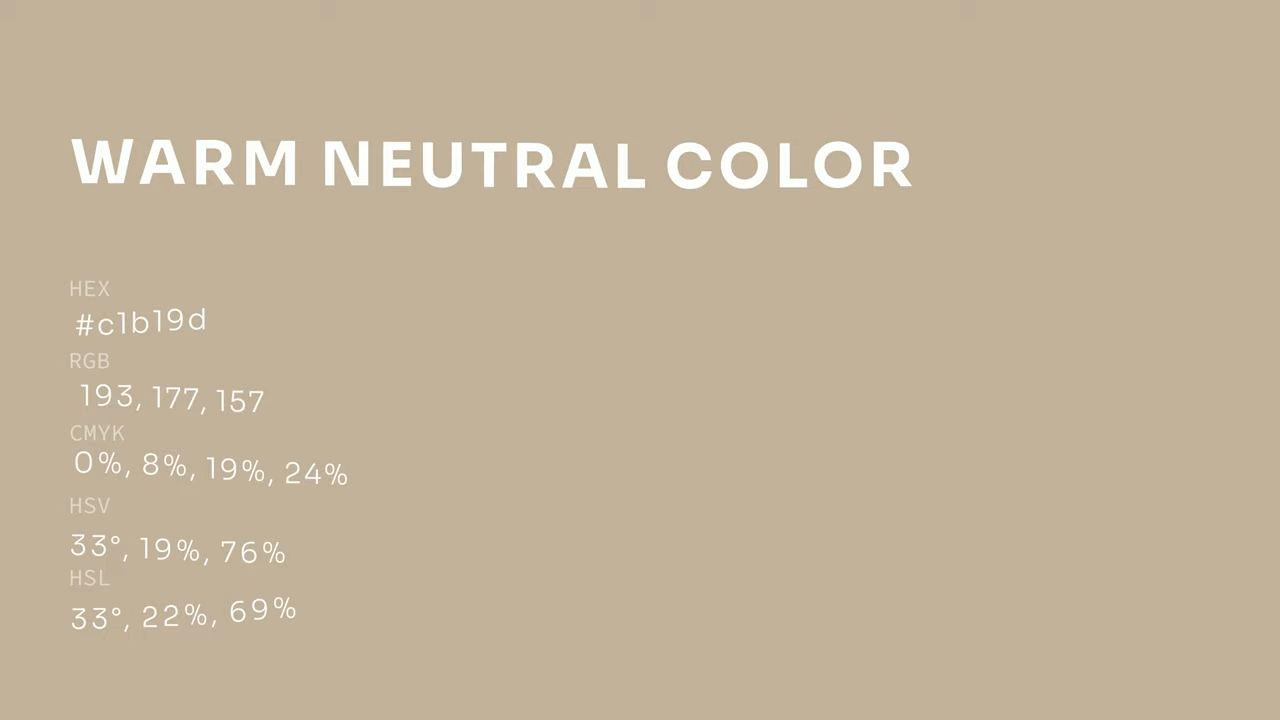 WARM NEUTRAL COLOR
HEX
#c1b19d
RGB
193, 177, 157
CMYK
0%, 8%, 19%, 24%
HSV
33°, 19%, 76%
HSL
33°, 22%, 69%